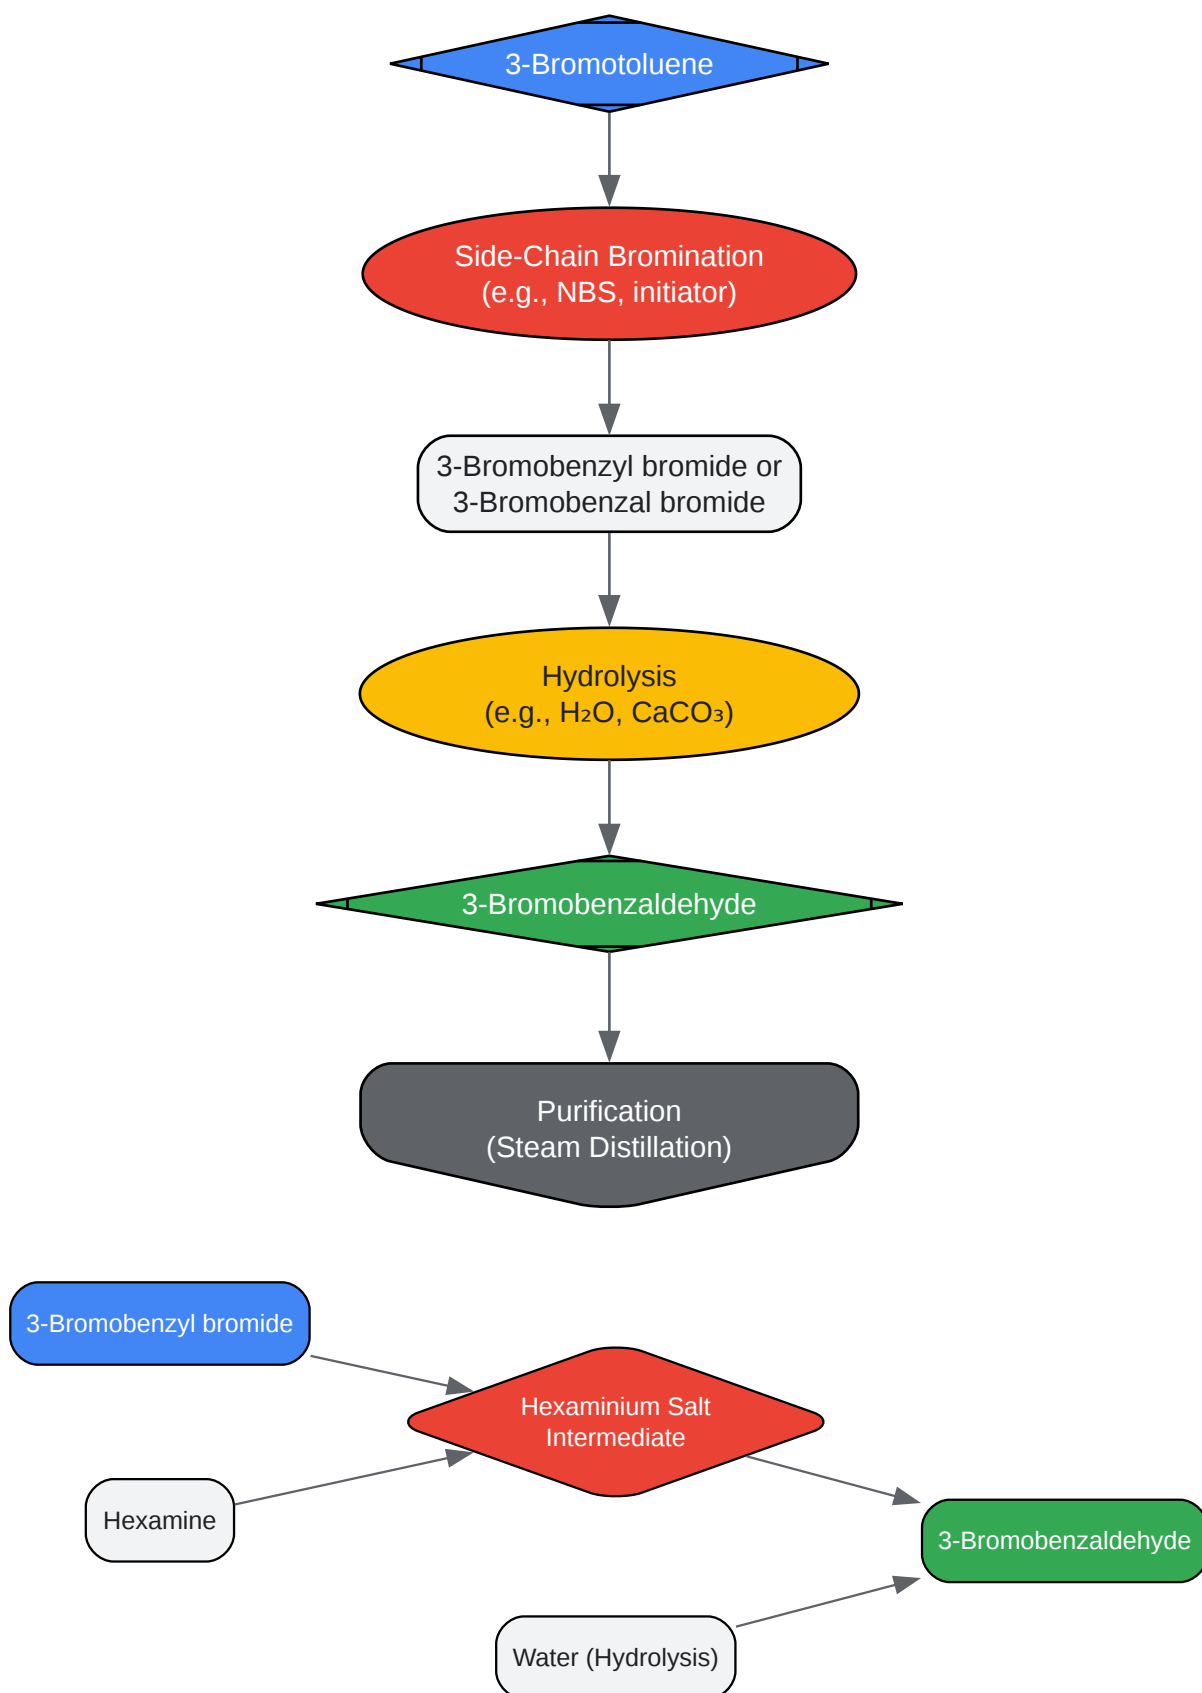 3-Bromotoluene
Side-Chain Bromination
(e.g., NBS, initiator)
3-Bromobenzyl bromide or
3-Bromobenzal bromide
Hydrolysis
(e.g., H₂O, CaCO₃)
3-Bromobenzaldehyde
Purification
(Steam Distillation)
3-Bromobenzyl bromide
Hexaminium Salt
Intermediate
Hexamine
3-Bromobenzaldehyde
Water (Hydrolysis)